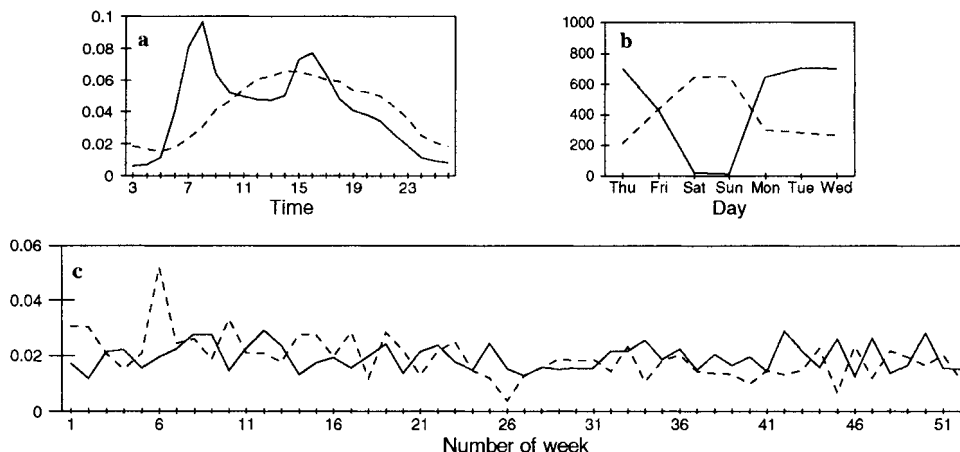 0.1
0.08
0.06
0.04
0.02
0
a
3 7 11 15 19 23
Time
1000
800
600
400
200
0
b
Thu Fri Sat Sun Mon Tue Wed
Day
0.06
0.04
0.02
0
c
1 6 11 16 21 26 31 36 41 46 51
Number of week